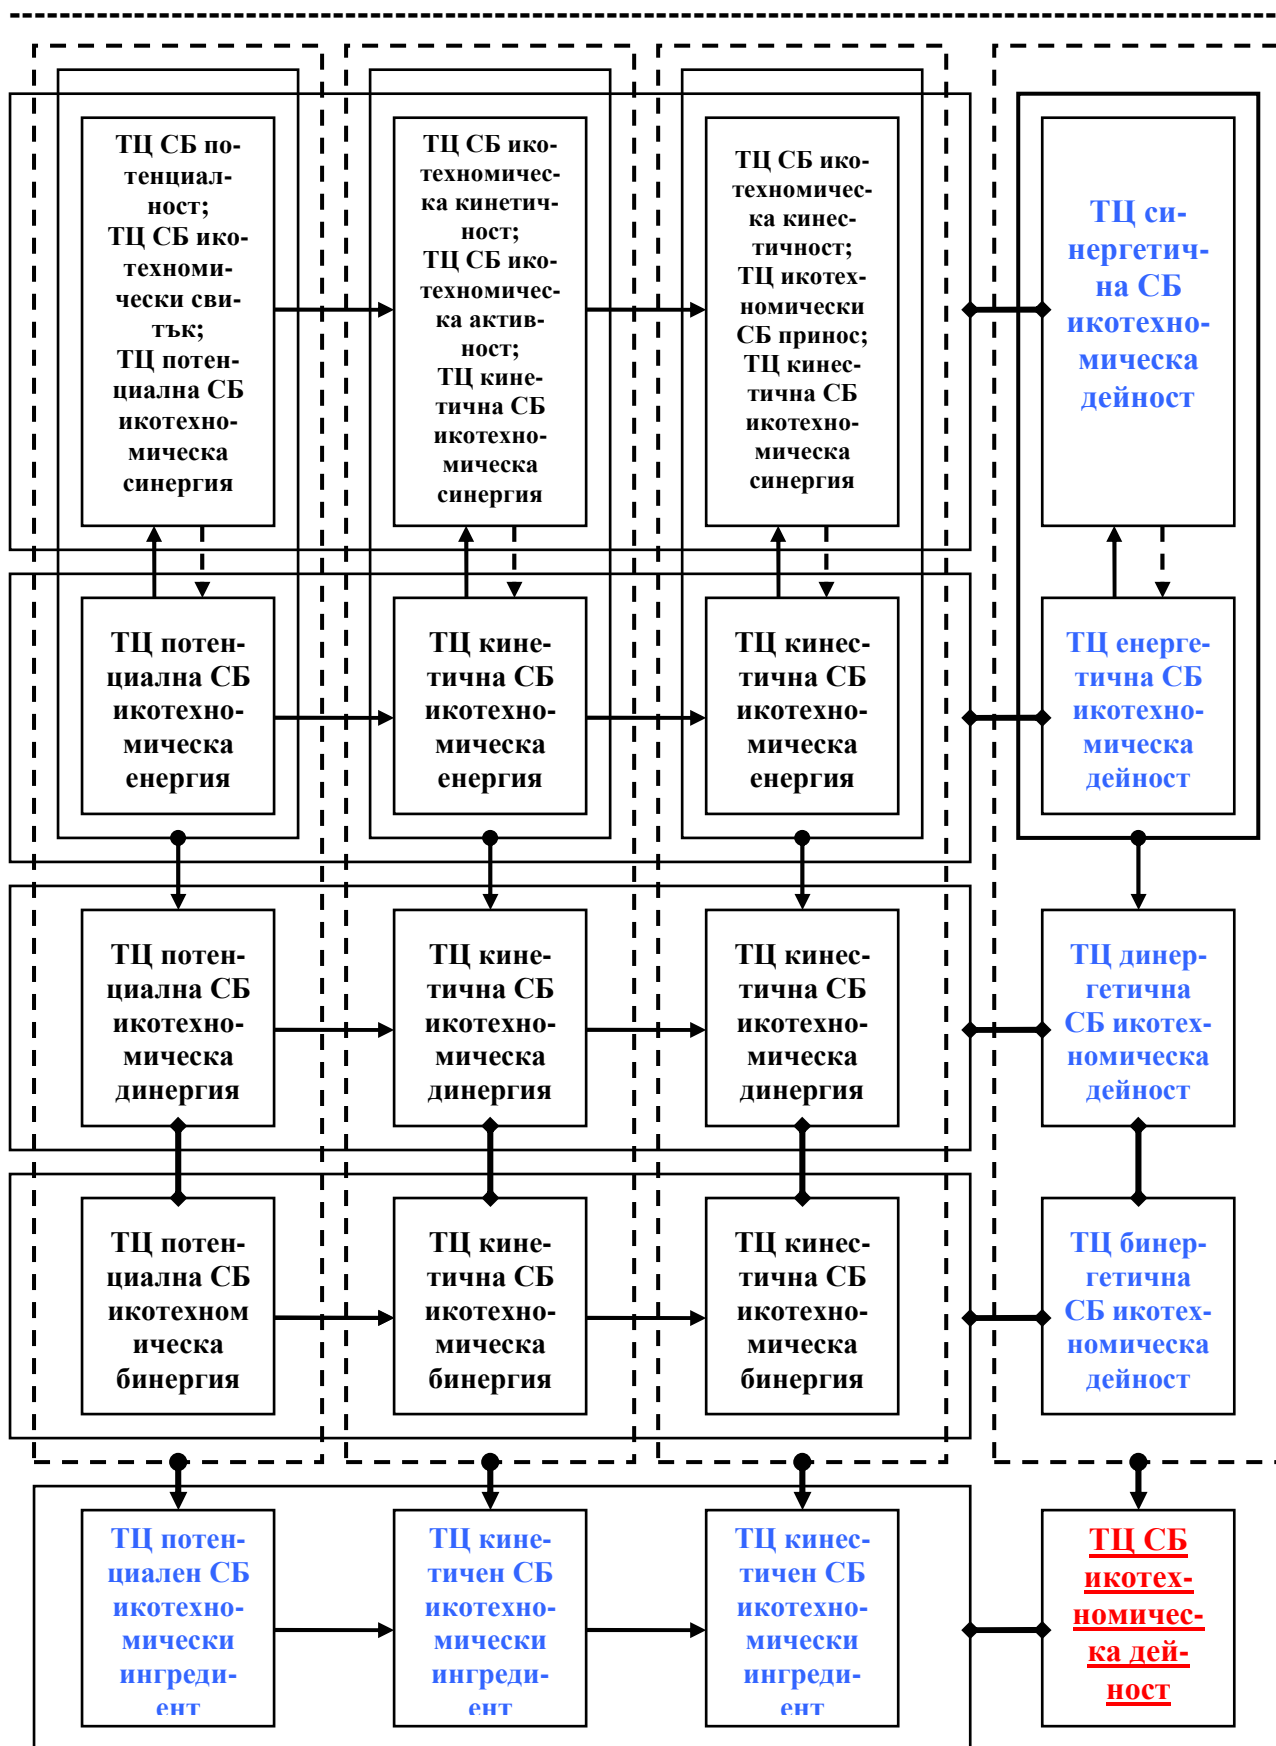 ТЦ СБ по-
тенциал-
ност;
ТЦ СБ ико-
техноми-
чески сви-
тък;
ТЦ потен-
циална СБ
икотехно-
мическа
синергия
ТЦ СБ ико-
техномичес-
ка кинетич-
ност;
ТЦ СБ ико-
техномичес-
ка актив-
ност;
ТЦ кине-
тична СБ
икотехно-
мическа
синергия
ТЦ СБ ико-
техномичес-
ка кинес-
тичност;
ТЦ икотех-
номически
СБ принос;
ТЦ кинес-
тична СБ
икотехно-
мическа
синергия
ТЦ си-
нергетич-
на СБ
икотехно-
мическа
дейност
ТЦ потен-
циална СБ
икотехно-
мическа
енергия
ТЦ кине-
тична СБ
икотехно-
мическа
енергия
ТЦ кинес-
тична СБ
икотехно-
мическа
енергия
ТЦ енерге-
тична СБ
икотехно-
мическа
дейност
ТЦ потен-
циална СБ
икотехно-
мическа
динергия
ТЦ кине-
тична СБ
икотехно-
мическа
динергия
ТЦ кинес-
тична СБ
икотехно-
мическа
динергия
ТЦ динер-
гетична
СБ икотех-
номическа
дейност
ТЦ потен-
циална СБ
икотехном
ическа
бинергия
ТЦ кине-
тична СБ
икотехно-
мическа
бинергия
ТЦ кинес-
тична СБ
икотехно-
мическа
бинергия
ТЦ бинер-
гетична
СБ икотех-
номическа
дейност
ТЦ потен-
циален СБ
икотехно-
мически
ингреди-
ент
ТЦ кине-
тичен СБ
икотехно-
мически
ингреди-
ент
ТЦ кинес-
тичен СБ
икотехно-
мически
ингреди-
ент
ТЦ СБ
икотех-
номичес-
ка дей-
ност